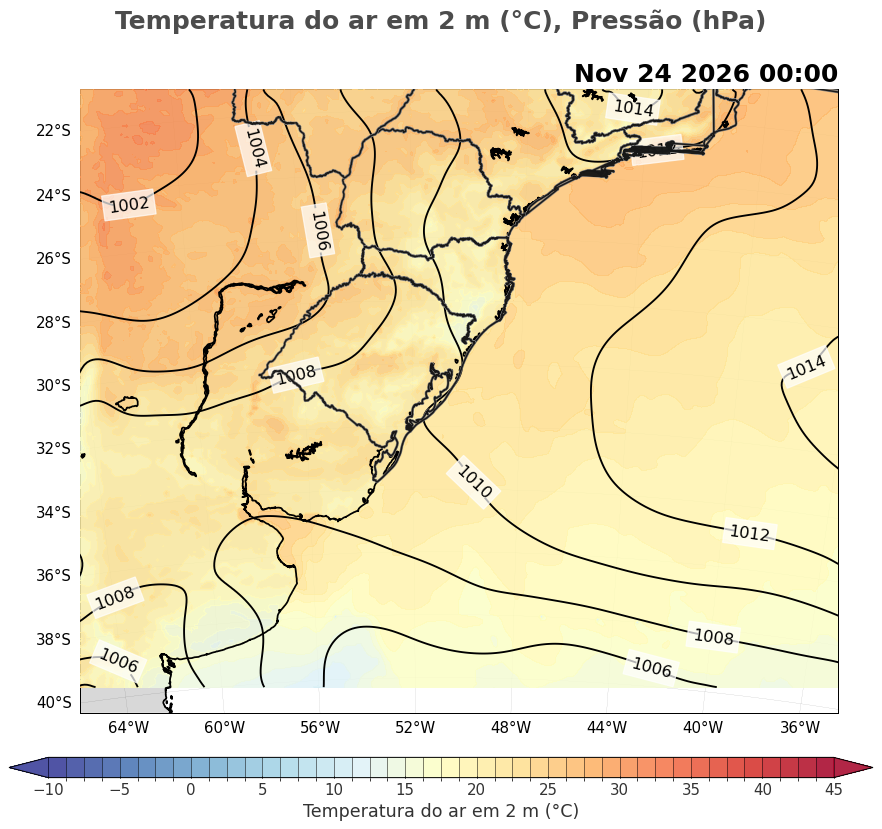 Temperatura do ar em 2 m (°C), Pressão (hPa)
Nov 24 2026 00:00
22°S
24°S
26°S
28°S
30°S
32°S
34°S
36°S
38°S
40°S
1014
1004
1002
1006
1008
1014
1010
1012
1008
1008
1006
1006
64°W 60°W 56°W 52°W 48°W 44°W 40°W 36°W
−10 −5 0 5 10 15 20 25 30 35 40 45
Temperatura do ar em 2 m (°C)